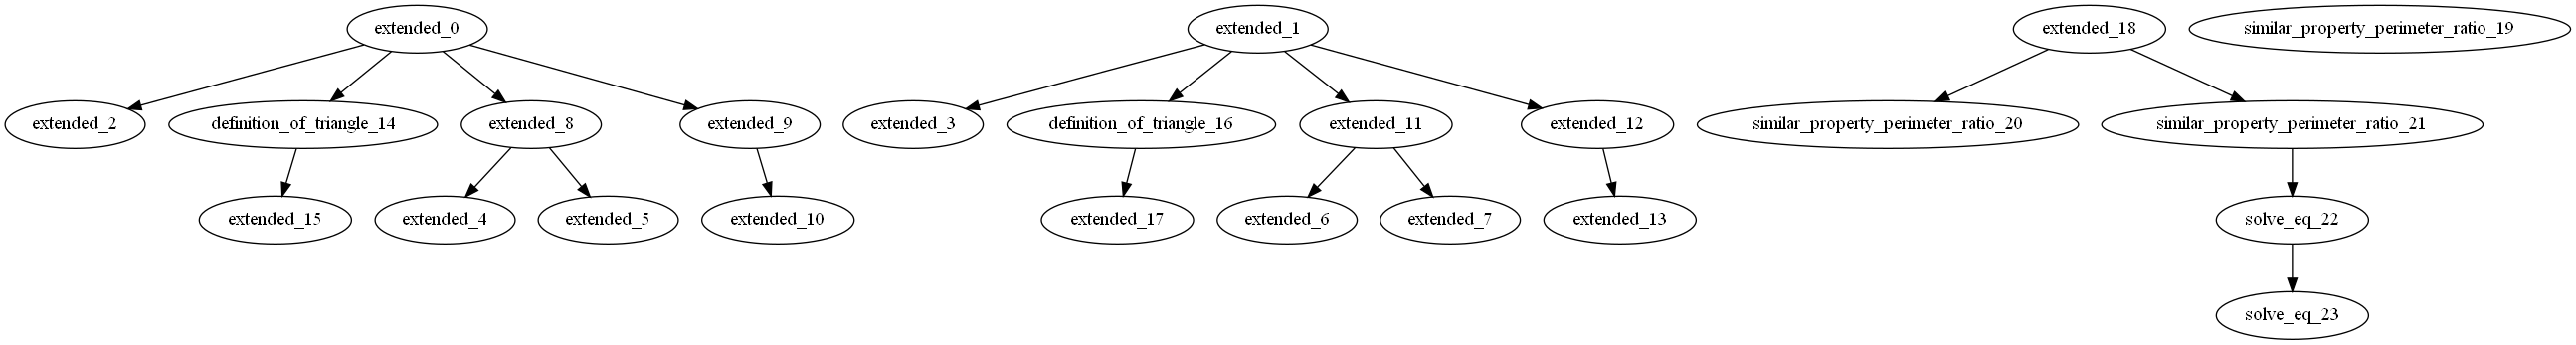 extended_0
extended_1
extended_18
similar_property_perimeter_ratio_19
extended_2
definition_of_triangle_14
extended_8
extended_9
extended_3
definition_of_triangle_16
extended_11
extended_12
similar_property_perimeter_ratio_20
similar_property_perimeter_ratio_21
extended_15
extended_4
extended_5
extended_10
extended_17
extended_6
extended_7
extended_13
solve_eq_22
solve_eq_23